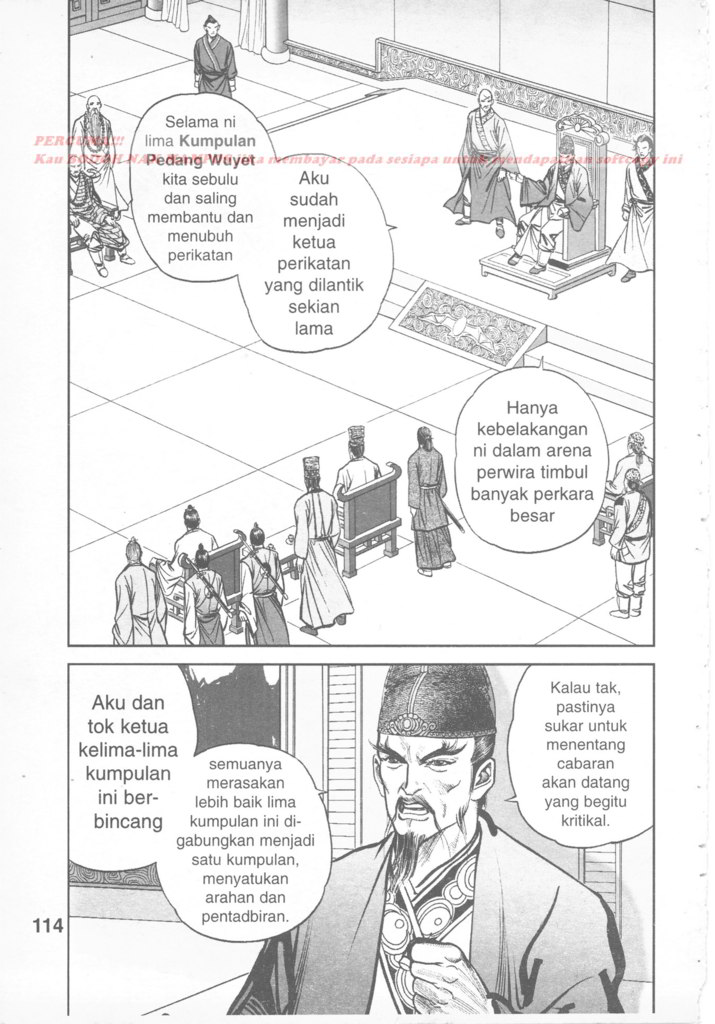 PERCUMA!!!
Kau BODOH NAK
membayar pada sesiapa untuk mendapatkan softcopy ini
Selama ni
lima Kumpulan
Pedang Wuyet
kita sebulu
dan saling
membantu dan
menubuh
perikatan
Aku
sudah
menjadi
ketua
perikatan
yang dilantik
sekian
lama
Hanya
kebelakangan
ni dalam arena
perwira timbul
banyak perkara
besar
Aku dan
tok ketua
kelima-lima
kumpulan
ini ber-
bincang
semuanya
merasakan
lebih baik lima
kumpulan ini di-
gabungkan menjadi
satu kumpulan,
menyatukan
arahan dan
pentadbiran.
Kalau tak,
pastinya
sukar untuk
menentang
cabaran
akan datang
yang begitu
kritikal.
114